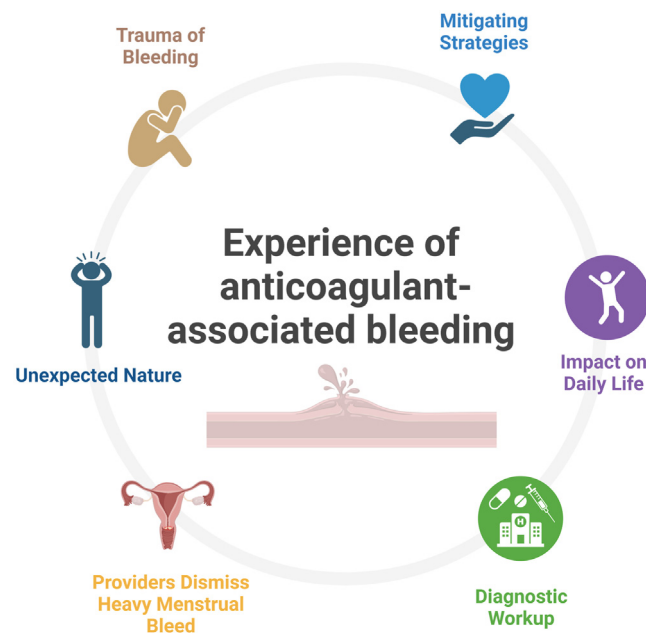 Trauma of
Bleeding
Mitigating
Strategies
Experience of
anticoagulant-
associated bleeding
Unexpected Nature
Impact on
Daily Life
Providers Dismiss
Heavy Menstrual
Bleed
H
Diagnostic
Workup